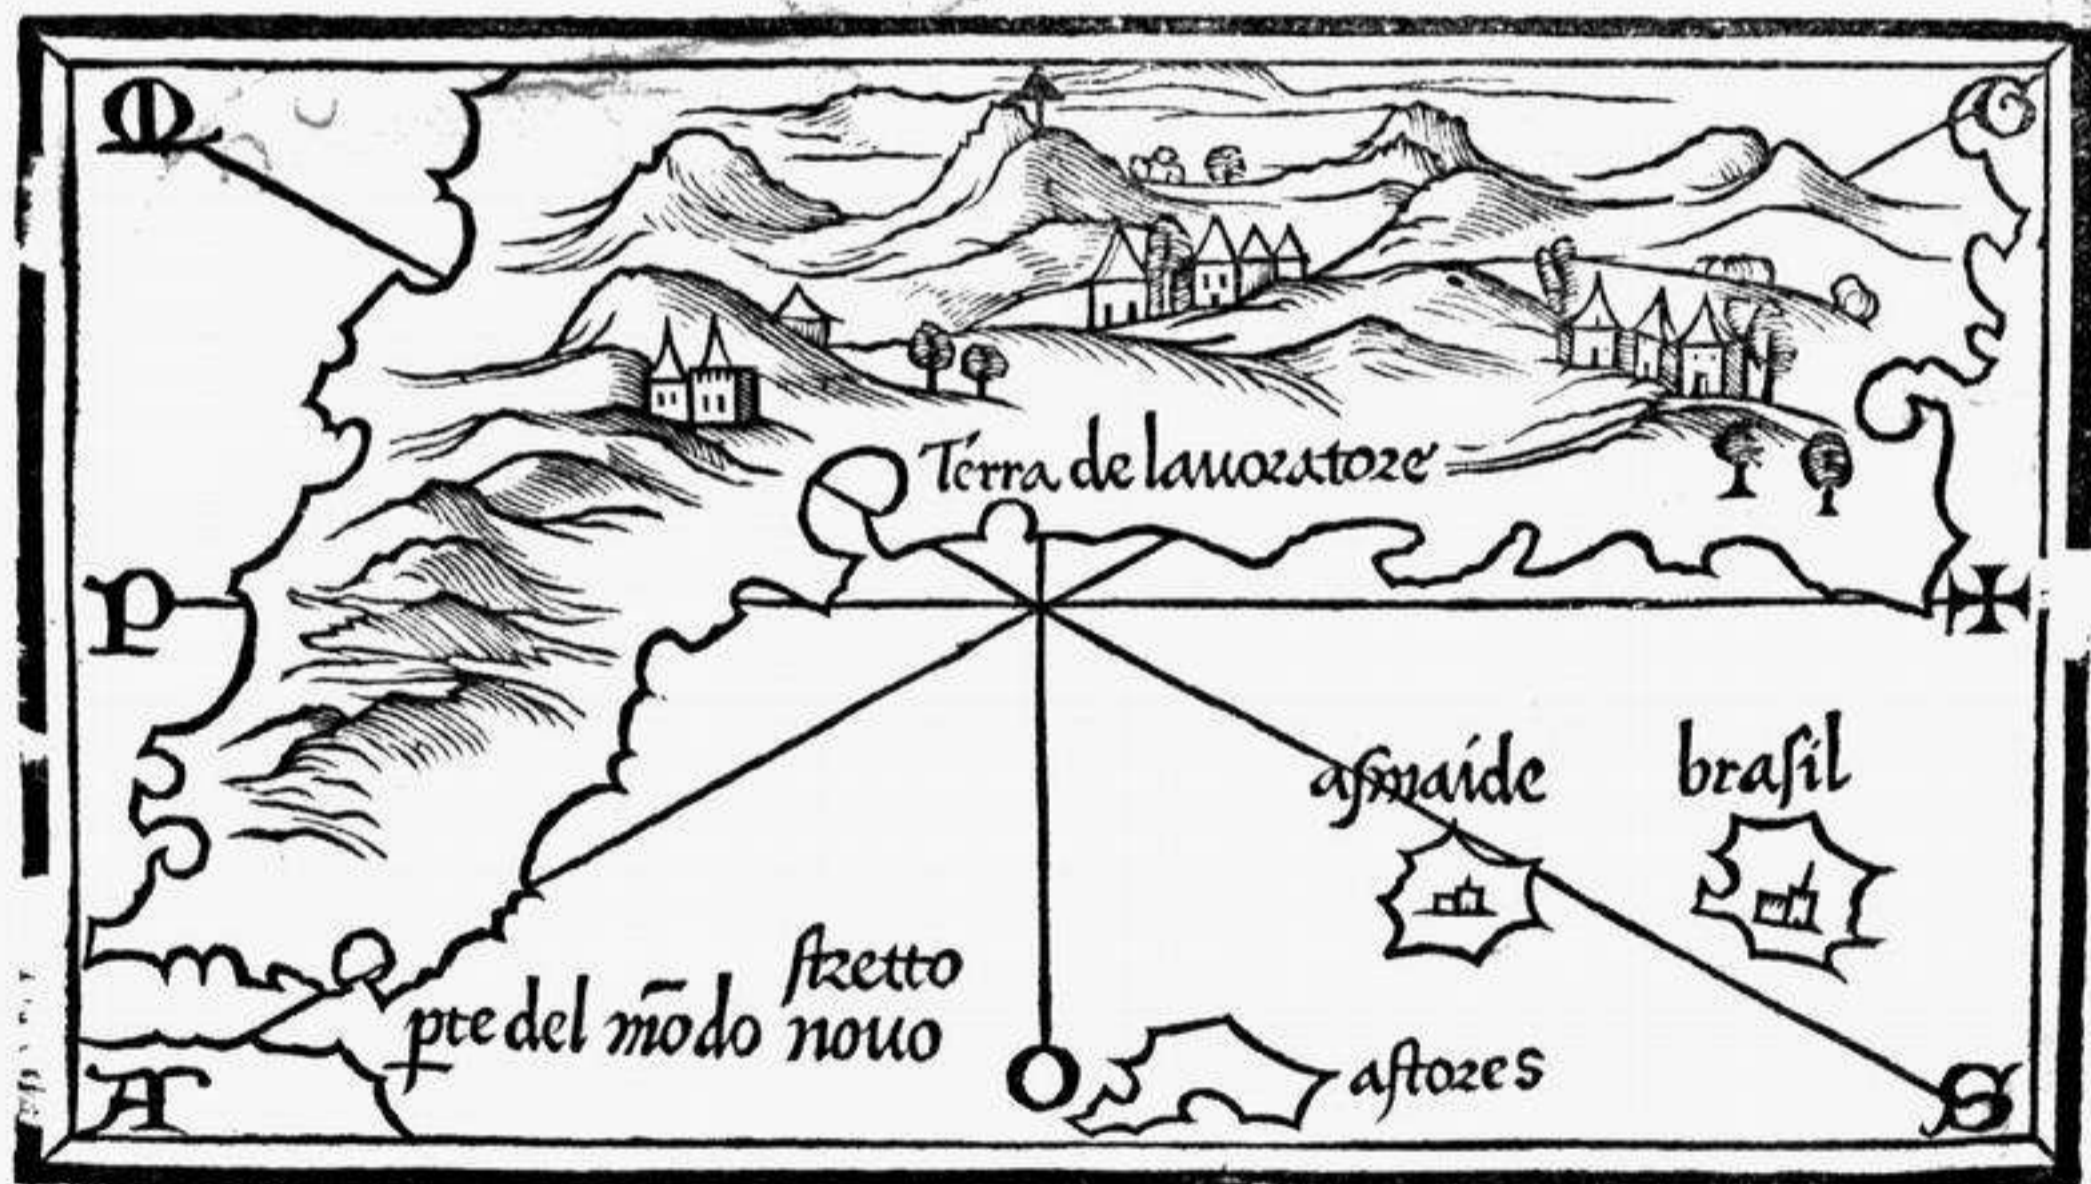 M
G
Terra de lauoratore
P
✠
asmaide
brasil
stretto
pte del mōdo nouo
O
astores
A
S